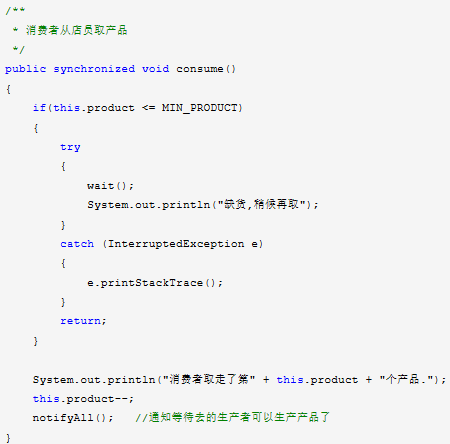 /**
 * 消费者从店员取产品
 */
public synchronized void consume()
{
    if(this.product <= MIN_PRODUCT)
    {
        try
        {
            wait();
            System.out.println("缺货,稍候再取");
        }
        catch (InterruptedException e)
        {
            e.printStackTrace();
        }
        return;
    }

    System.out.println("消费者取走了第" + this.product + "个产品.");
    this.product--;
    notifyAll();   //通知等待去的生产者可以生产产品了
}